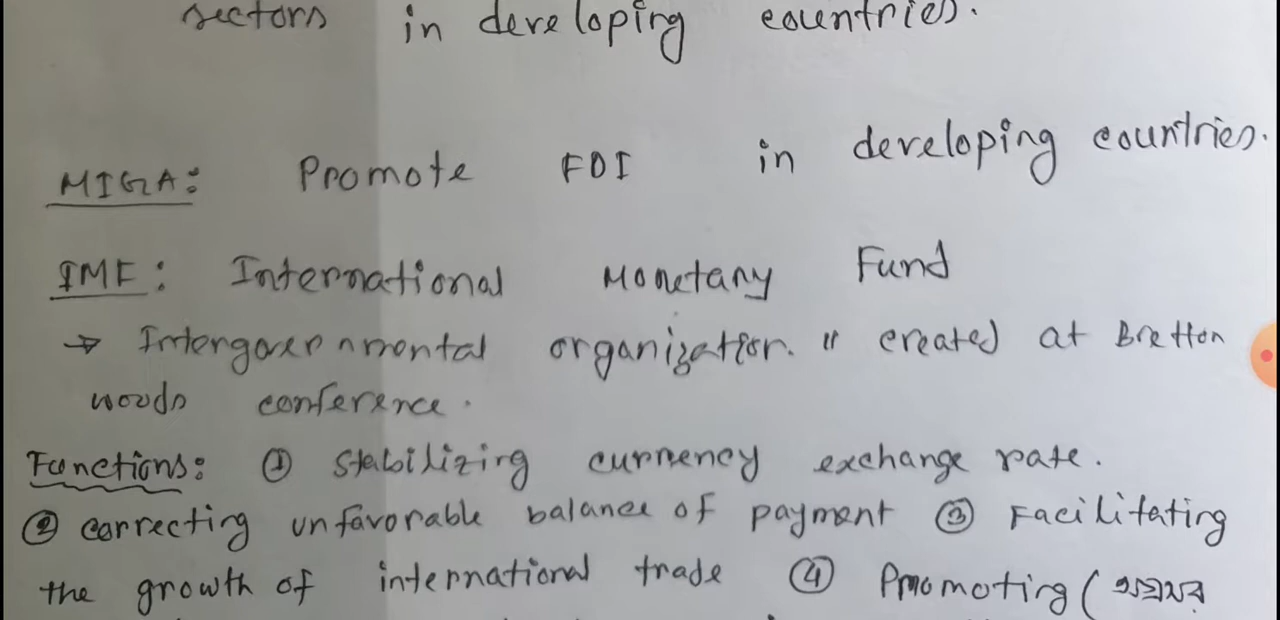 sectors in developing countries.
MIGA: Promote FDI in developing countries.
IMF: International Monetary Fund
→ Intergovernmental organization. " created at Bretton
woods conference.
Functions: ① stabilizing currency exchange rate.
② correcting unfavorable balance of payment ③ Facilitating
the growth of international trade ④ Promoting (